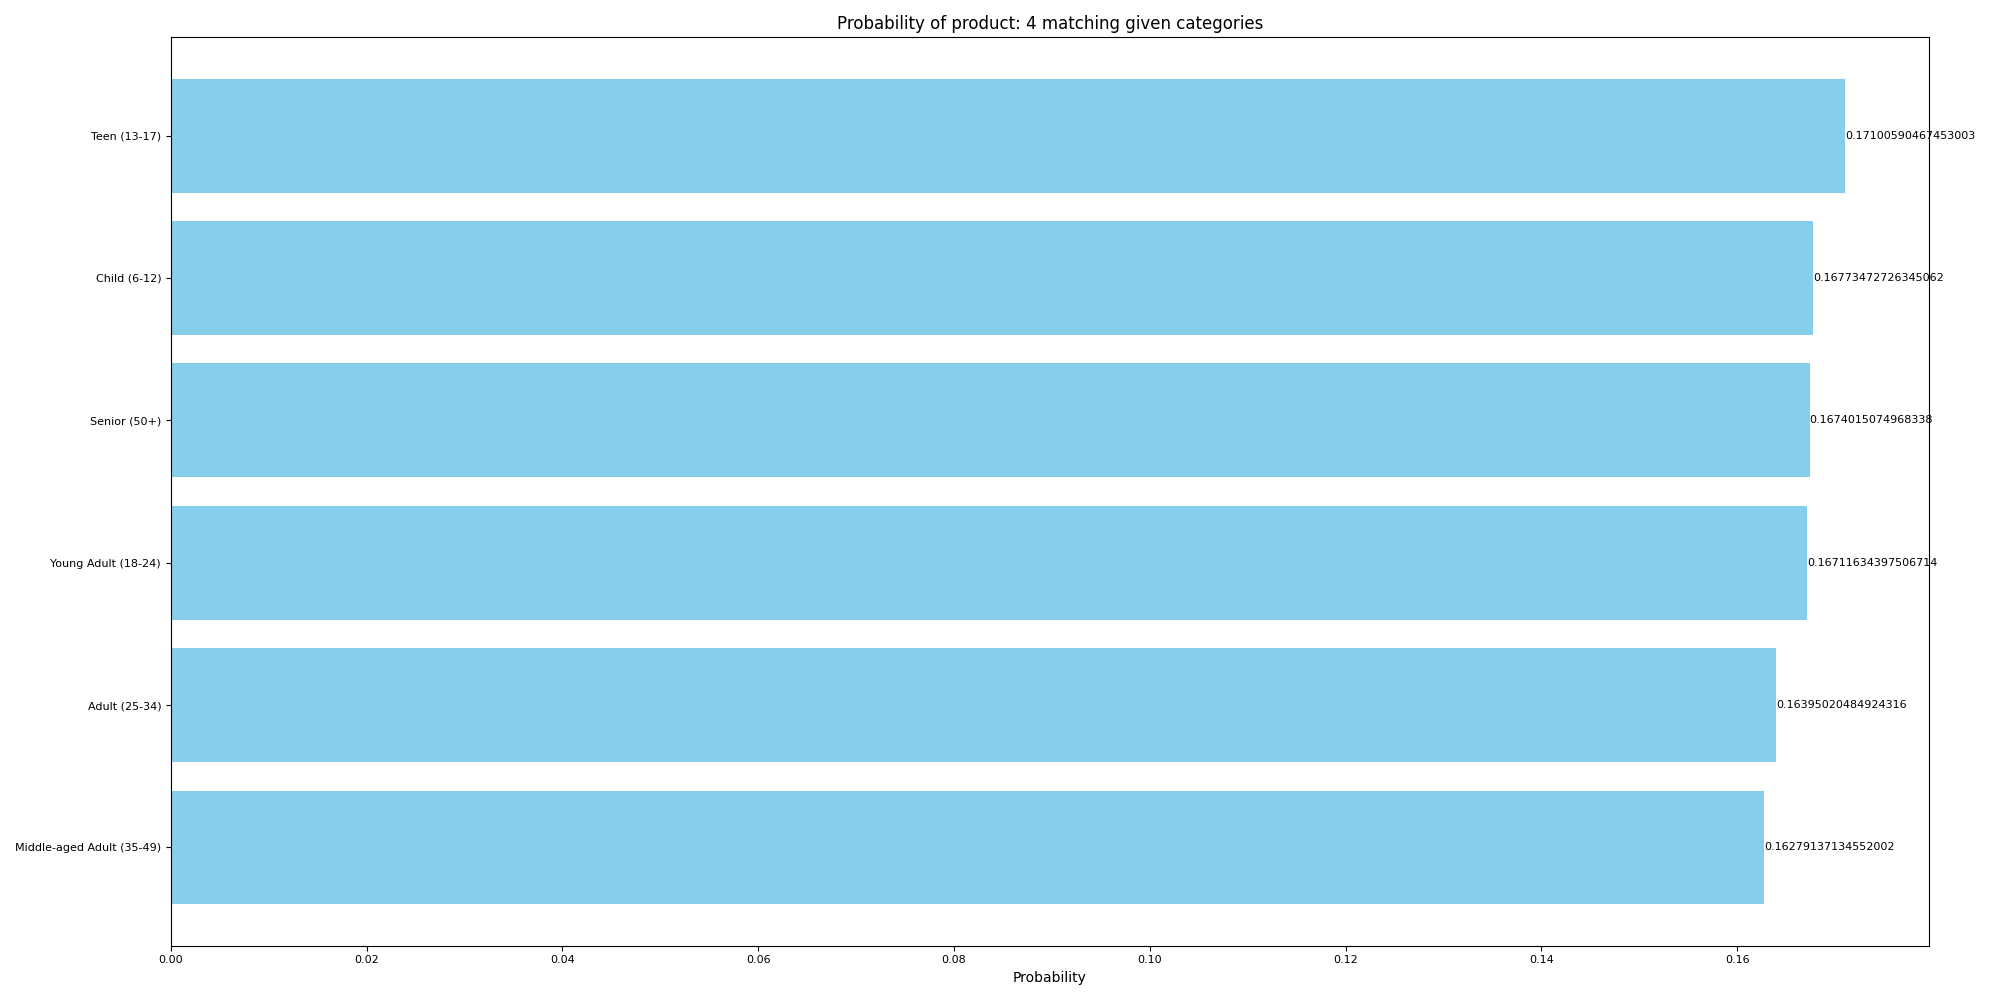 Probability of product: 4 matching given categories
Teen (13-17)
0.17100590467453003
Child (6-12)
0.16773472726345062
Senior (50+)
0.1674015074968338
Young Adult (18-24)
0.16711634397506714
Adult (25-34)
0.16395020484924316
Middle-aged Adult (35-49)
0.16279137134552002
0.00 0.02 0.04 0.06 0.08 0.10 0.12 0.14 0.16
Probability